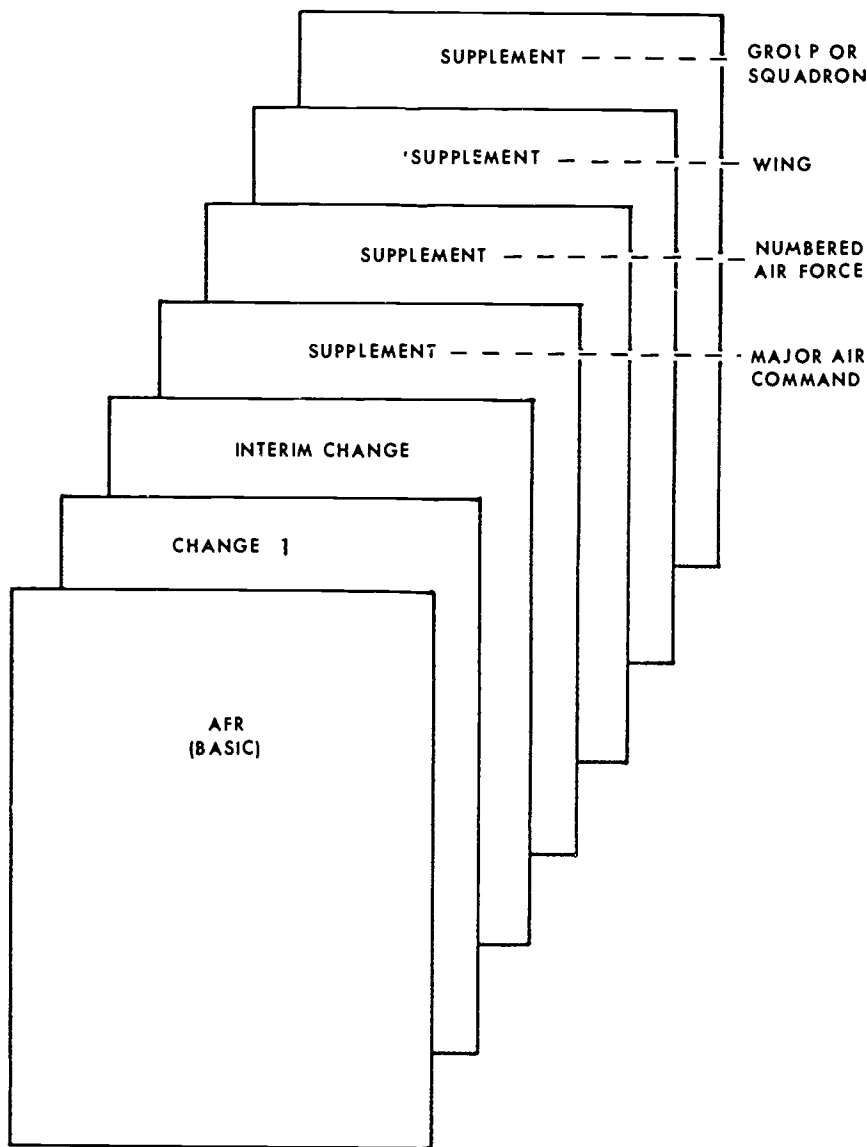 SUPPLEMENT
GROUP OR
SQUADRON
'SUPPLEMENT
WING
SUPPLEMENT
NUMBERED
AIR FORCE
SUPPLEMENT
MAJOR AIR
COMMAND
INTERIM CHANGE
CHANGE 1
AFR
(BASIC)